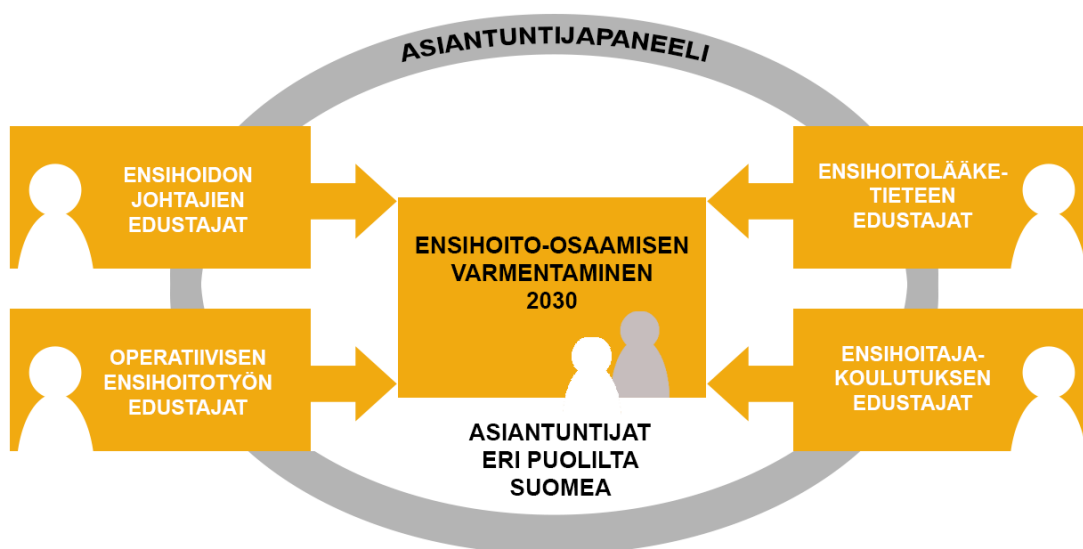 ASIANTUNTIJAPANEELI
ENSIHOIDON
JOHTAJIEN
EDUSTAJAT
ENSIHOITOLÄÄKE-
TIETEEN
EDUSTAJAT
ENSIHOITO-OSAAMISEN
VARMENTAMINEN
2030
OPERATIIVISEN
ENSIHOITOTYÖN
EDUSTAJAT
ENSIHOITAJA-
KOULUTUKSEN
EDUSTAJAT
ASIANTUNTIJAT
ERI PUOLILTA
SUOMEA